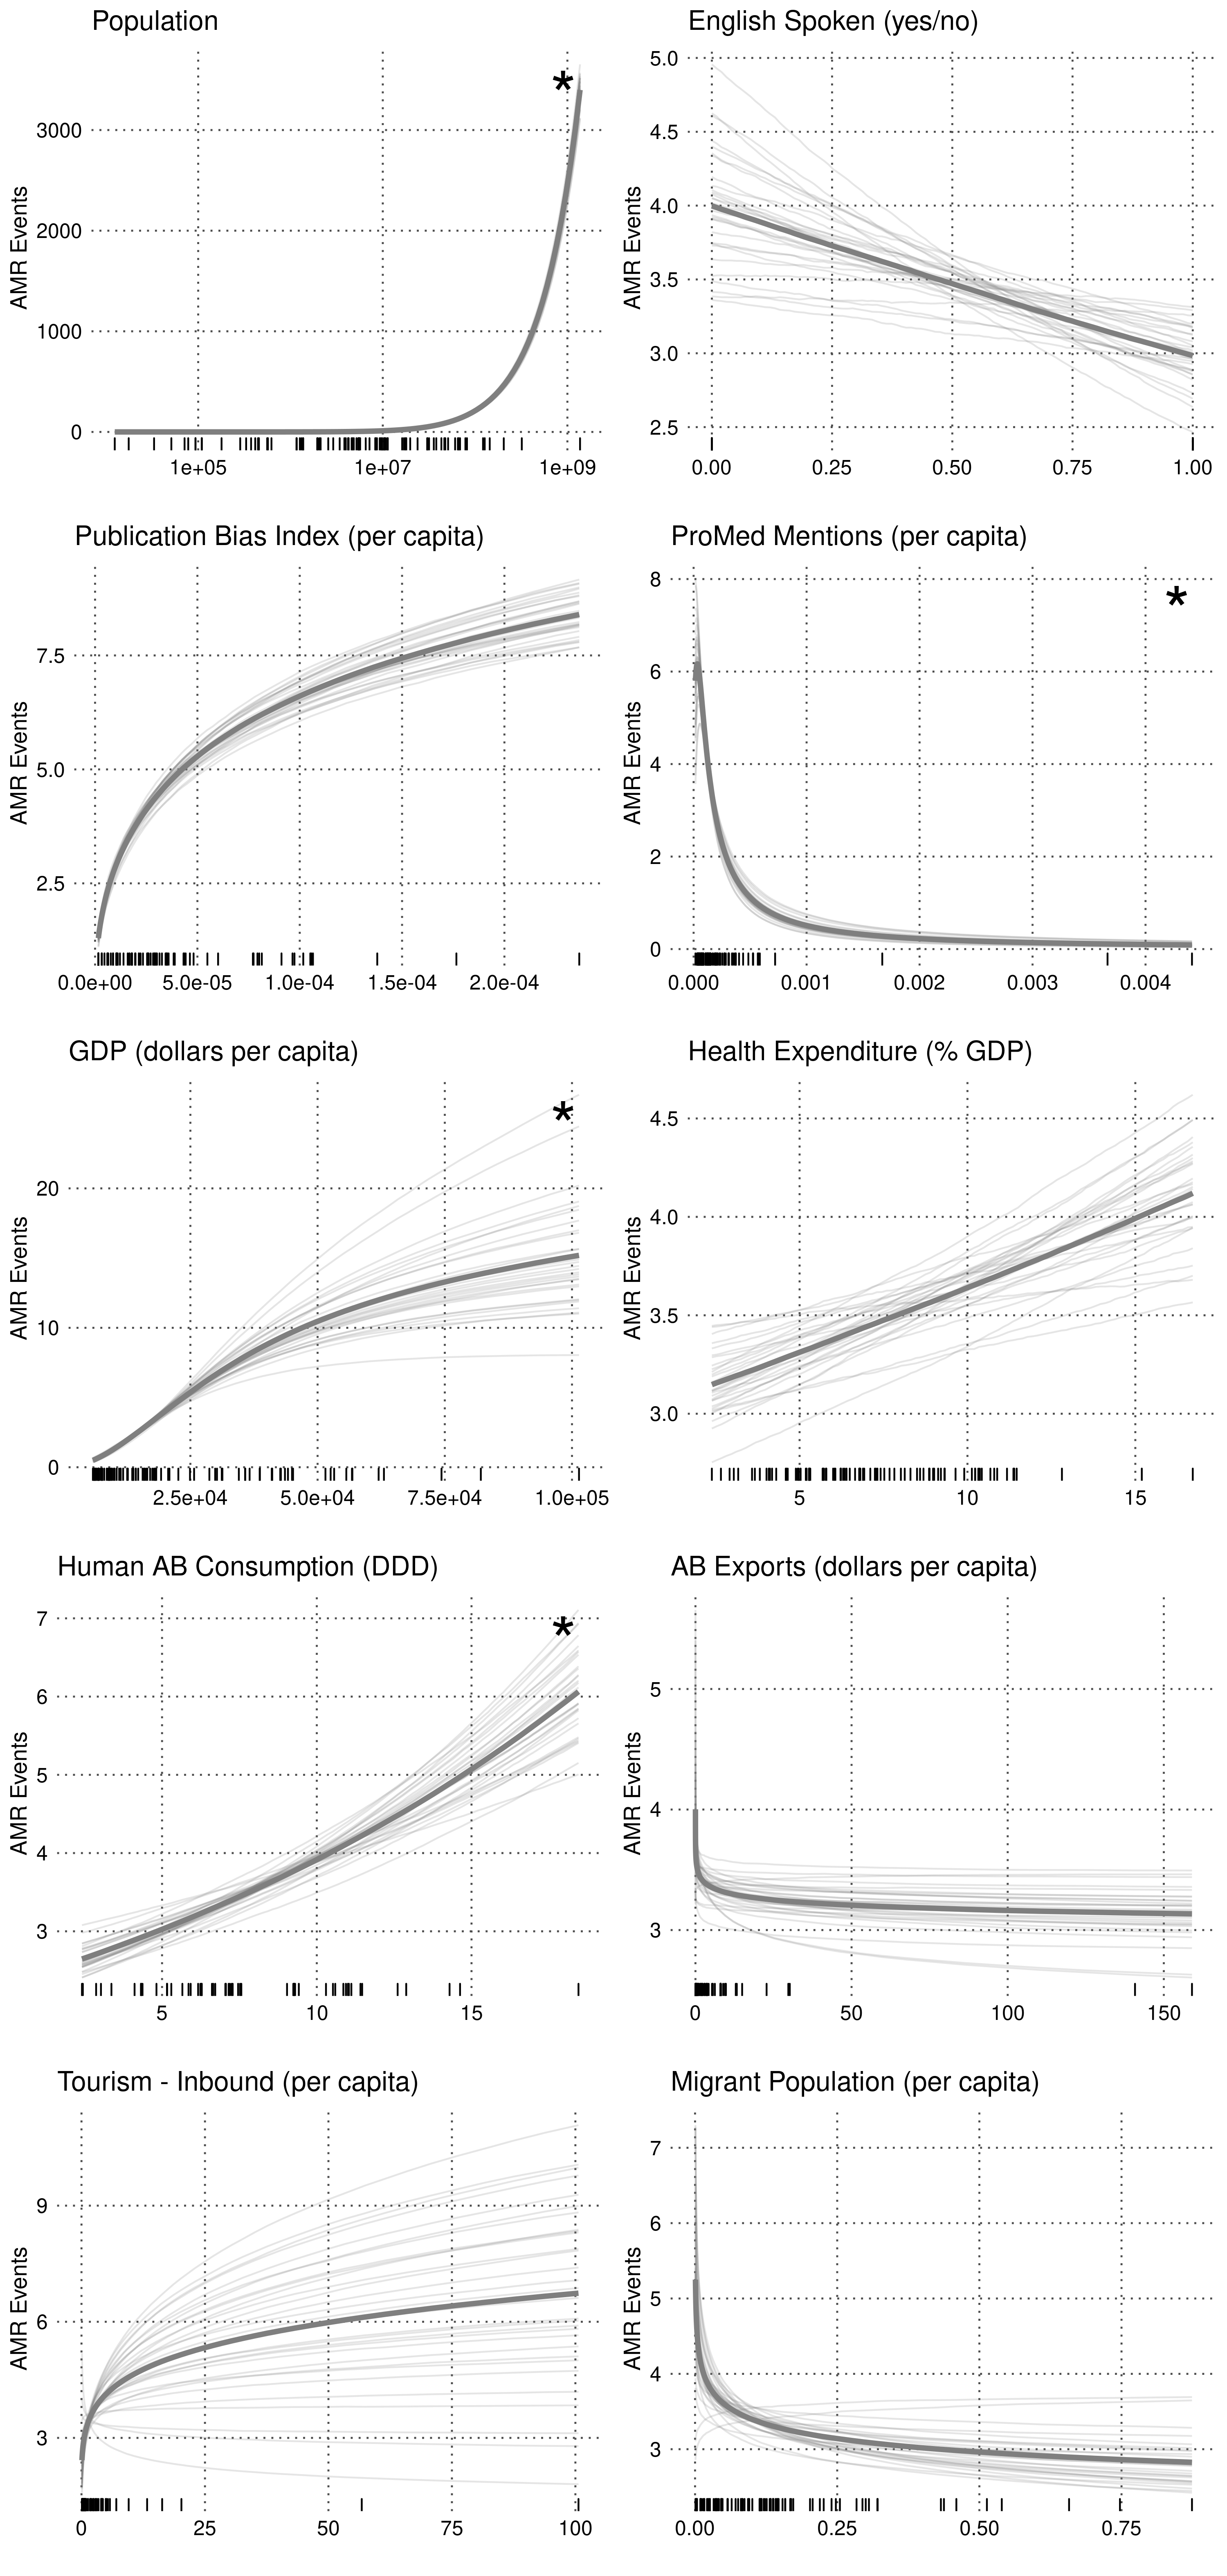 Population
*
AMR Events
3000
2000
1000
0
1e+05 1e+07 1e+09
English Spoken (yes/no)
AMR Events
5.0
4.5
4.0
3.5
3.0
2.5
0.00 0.25 0.50 0.75 1.00
Publication Bias Index (per capita)
AMR Events
7.5
5.0
2.5
0.0e+00 5.0e-05 1.0e-04 1.5e-04 2.0e-04
ProMed Mentions (per capita)
*
AMR Events
8
6
4
2
0
0.000 0.001 0.002 0.003 0.004
GDP (dollars per capita)
*
AMR Events
20
10
0
2.5e+04 5.0e+04 7.5e+04 1.0e+05
Health Expenditure (% GDP)
AMR Events
4.5
4.0
3.5
3.0
5 10 15
Human AB Consumption (DDD)
*
AMR Events
7
6
5
4
3
5 10 15
AB Exports (dollars per capita)
AMR Events
5
4
3
0 50 100 150
Tourism - Inbound (per capita)
AMR Events
9
6
3
0 25 50 75 100
Migrant Population (per capita)
AMR Events
7
6
5
4
3
0.00 0.25 0.50 0.75